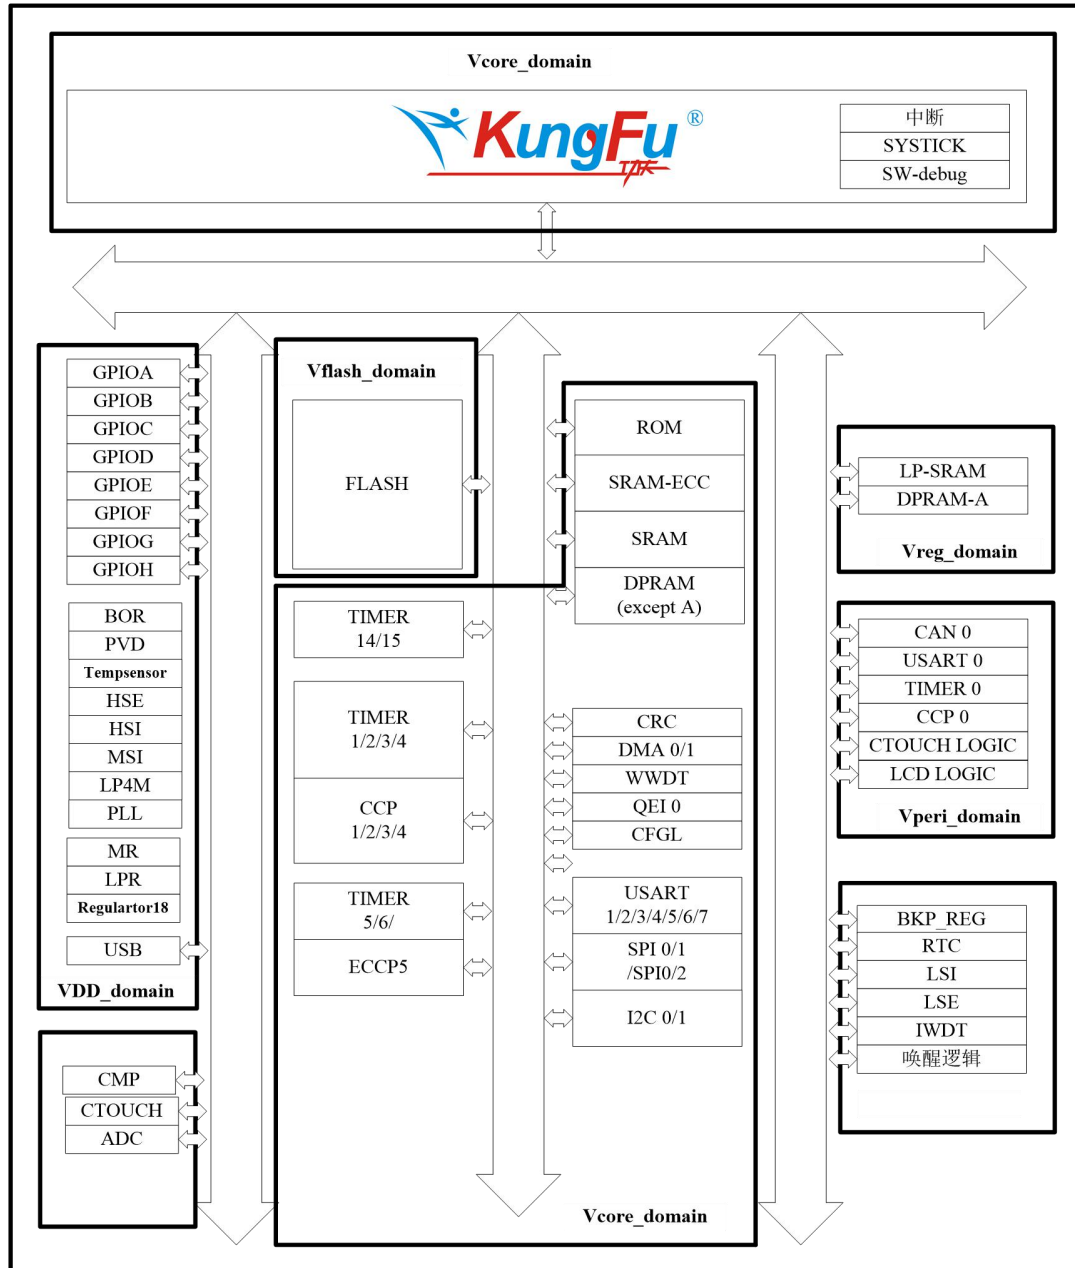 Vcore_domain
KungFu®
功夫
中断
SYSTICK
SW-debug
GPIOA
GPIOB
GPIOC
GPIOD
GPIOE
GPIOF
GPIOG
GPIOH
BOR
PVD
Tempsensor
HSE
HSI
MSI
LP4M
PLL
MR
LPR
Regulartor18
USB
VDD_domain
CMP
CTOUCH
ADC
Vflash_domain
FLASH
TIMER
14/15
TIMER
1/2/3/4
CCP
1/2/3/4
TIMER
5/6/
ECCP5
ROM
SRAM-ECC
SRAM
DPRAM
(except A)
CRC
DMA 0/1
WWDT
QEI 0
CFGL
USART
1/2/3/4/5/6/7
SPI 0/1
/SPI0/2
I2C 0/1
Vcore_domain
LP-SRAM
DPRAM-A
Vreg_domain
CAN 0
USART 0
TIMER 0
CCP 0
CTOUCH LOGIC
LCD LOGIC
Vperi_domain
BKP_REG
RTC
LSI
LSE
IWDT
唤醒逻辑